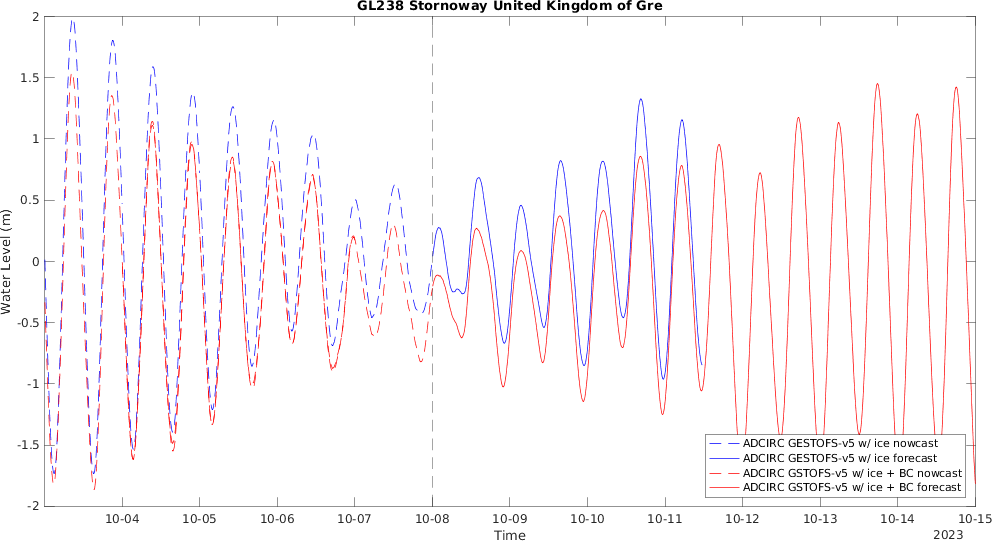 GL238 Stornoway United Kingdom of Gre
Water Level (m)
2
1.5
1
0.5
0
-0.5
-1
-1.5
-2
ADCIRC GESTOFS-v5 w/ ice nowcast
ADCIRC GESTOFS-v5 w/ ice forecast
ADCIRC GSTOFS-v5 w/ ice + BC nowcast
ADCIRC GSTOFS-v5 w/ ice + BC forecast
10-04 10-05 10-06 10-07 10-08 10-09 10-10 10-11 10-12 10-13 10-14 10-15
Time
2023